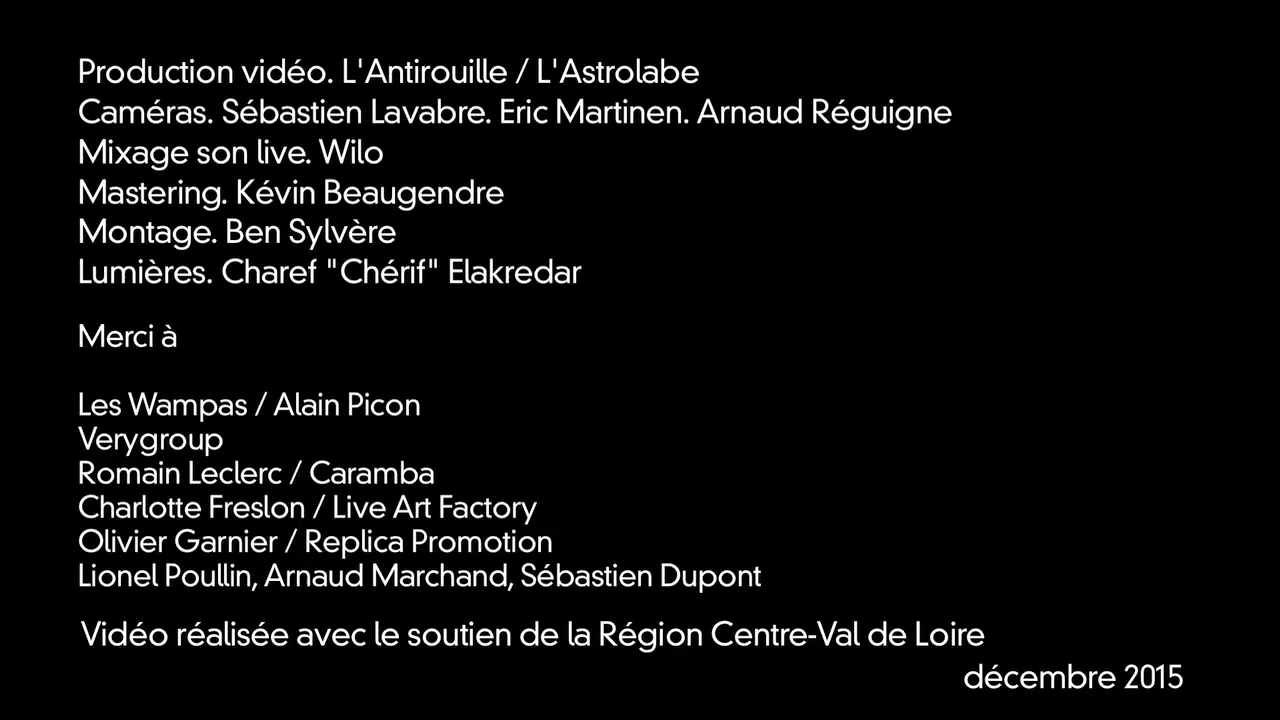 Production vidéo. L'Antirouille / L'Astrolabe
Caméras. Sébastien Lavabre. Eric Martinen. Arnaud Réguigne
Mixage son live. Wilo
Mastering. Kévin Beaugendre
Montage. Ben Sylvère
Lumières. Charef "Chérif" Elakredar
Merci à
Les Wampas / Alain Picon
Verygroup
Romain Leclerc / Caramba
Charlotte Freslon / Live Art Factory
Olivier Garnier / Replica Promotion
Lionel Poullin, Arnaud Marchand, Sébastien Dupont
Vidéo réalisée avec le soutien de la Région Centre-Val de Loire
décembre 2015